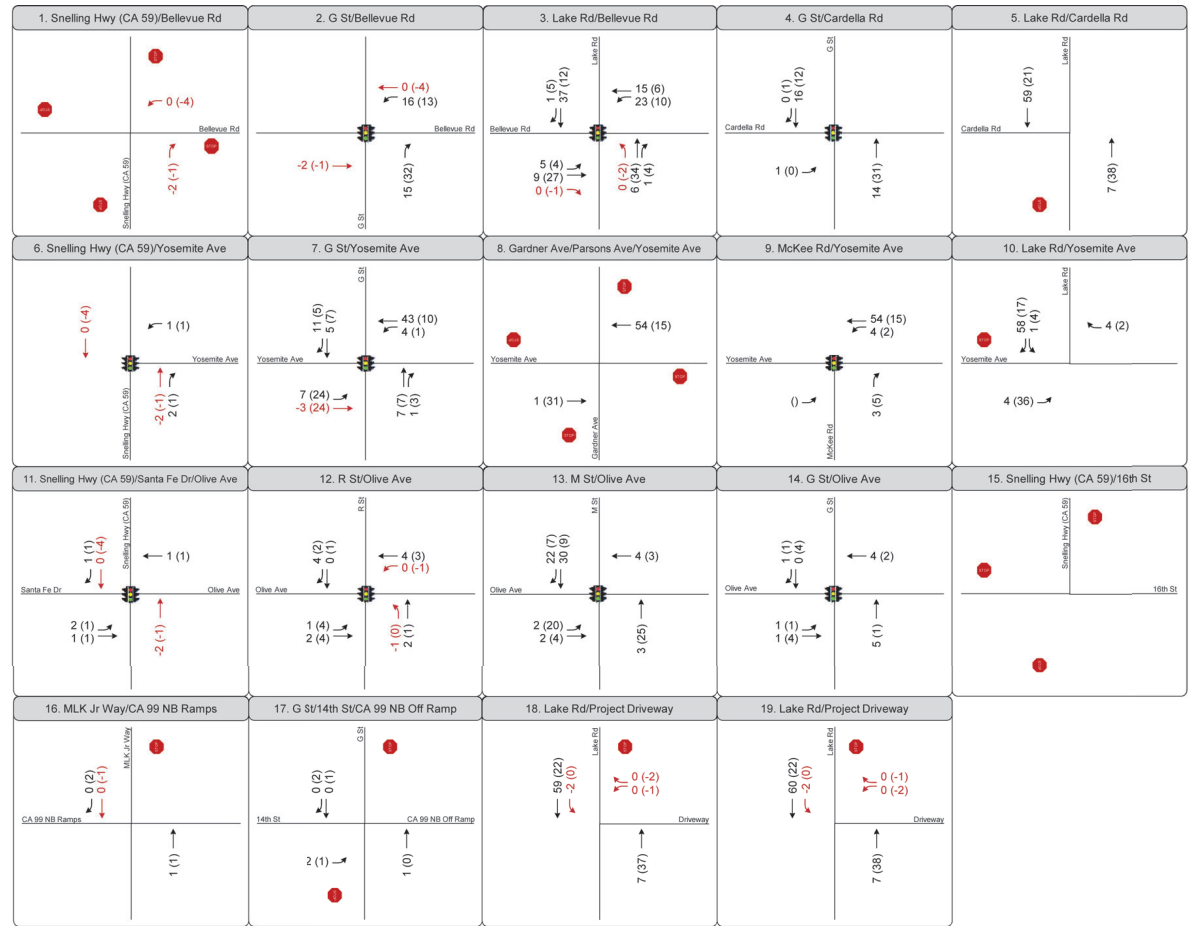 1. Snelling Hwy (CA 59)/Bellevue Rd
0 (-4)
Bellevue Rd
-2 (-1)
Snelling Hwy (CA 59)
2. G St/Bellevue Rd
0 (-4)
16 (13)
Bellevue Rd
-2 (-1)
15 (32)
G St
3. Lake Rd/Bellevue Rd
Lake Rd
1 (5)
37 (12)
15 (6)
23 (10)
Bellevue Rd
5 (4)
9 (27)
0 (-1)
0 (-2)
6 (34)
1 (4)
4. G St/Cardella Rd
G St
0 (1)
16 (12)
Cardella Rd
1 (0)
14 (31)
5. Lake Rd/Cardella Rd
Lake Rd
59 (21)
Cardella Rd
7 (38)
6. Snelling Hwy (CA 59)/Yosemite Ave
0 (-4)
1 (1)
Yosemite Ave
-2 (-1)
2 (1)
Snelling Hwy (CA 59)
7. G St/Yosemite Ave
G St
11 (5)
5 (7)
43 (10)
4 (1)
Yosemite Ave
7 (24)
-3 (24)
7 (7)
1 (3)
8. Gardner Ave/Parsons Ave/Yosemite Ave
54 (15)
Yosemite Ave
1 (31)
Gardner Ave
9. McKee Rd/Yosemite Ave
54 (15)
4 (2)
Yosemite Ave
()
3 (5)
McKee Rd
10. Lake Rd/Yosemite Ave
Lake Rd
58 (17)
1 (4)
4 (2)
Yosemite Ave
4 (36)
11. Snelling Hwy (CA 59)/Santa Fe Dr/Olive Ave
Snelling Hwy (CA 59)
1 (1)
0 (-4)
1 (1)
Santa Fe Dr
Olive Ave
2 (1)
1 (1)
-2 (-1)
12. R St/Olive Ave
R St
4 (2)
0 (1)
4 (3)
0 (-1)
Olive Ave
1 (4)
2 (4)
-1 (0)
2 (1)
13. M St/Olive Ave
M St
22 (7)
30 (9)
4 (3)
Olive Ave
2 (20)
2 (4)
3 (25)
14. G St/Olive Ave
G St
1 (1)
0 (4)
4 (2)
Olive Ave
1 (1)
1 (4)
5 (1)
15. Snelling Hwy (CA 59)/16th St
Snelling Hwy (CA 59)
16th St
16. MLK Jr Way/CA 99 NB Ramps
MLK Jr Way
0 (2)
0 (-1)
CA 99 NB Ramps
1 (1)
17. G St/14th St/CA 99 NB Off Ramp
G St
0 (2)
0 (1)
14th St
CA 99 NB Off Ramp
2 (1)
1 (0)
18. Lake Rd/Project Driveway
Lake Rd
59 (22)
-2 (0)
0 (-2)
0 (-1)
Driveway
7 (37)
19. Lake Rd/Project Driveway
Lake Rd
60 (22)
-2 (0)
0 (-1)
0 (-2)
Driveway
7 (38)